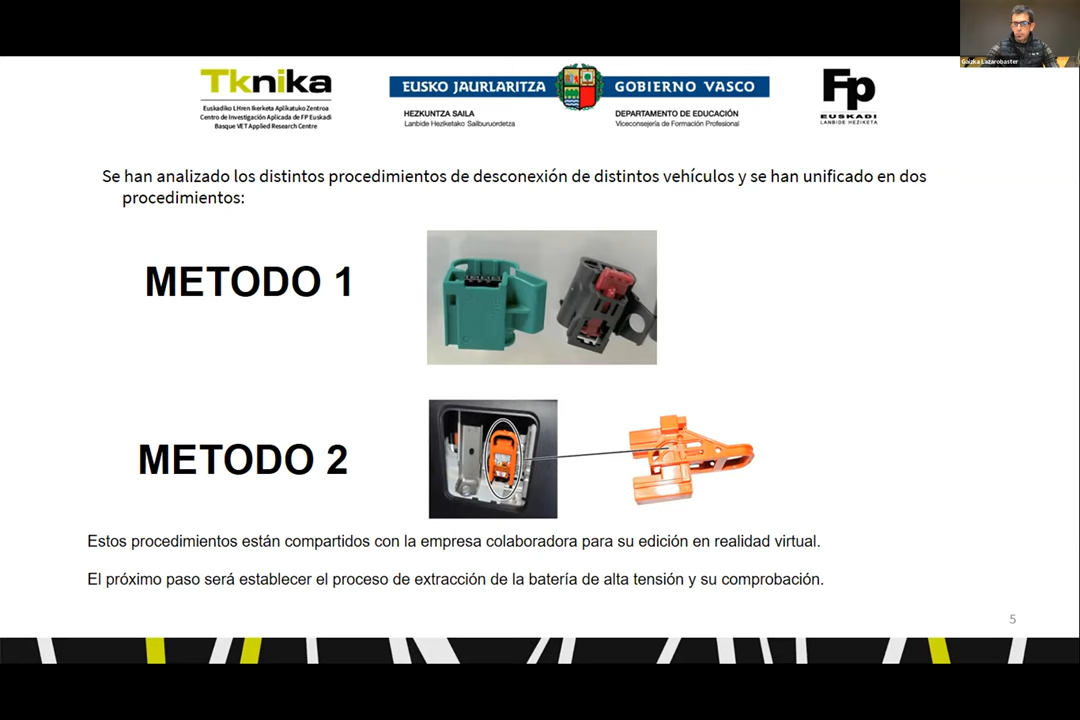 Goizka Lazarobaster
Tknika
Euskadiko LHren Ikerketa Aplikatuko Zentroa
Centro de Investigación Aplicada de FP Euskadi
Basque VET Applied Research Centre
EUSKO JAURLARITZA
GOBIERNO VASCO
HEZKUNTZA SAILA
Lanbide Heziketako Sailburuordetza
DEPARTAMENTO DE EDUCACIÓN
Viceconsejería de Formación Profesional
Fp
EUSKADI
LANBIDE HEZIKETA
Se han analizado los distintos procedimientos de desconexión de distintos vehículos y se han unificado en dos
procedimientos:
METODO 1
METODO 2
Estos procedimientos están compartidos con la empresa colaboradora para su edición en realidad virtual.
El próximo paso será establecer el proceso de extracción de la batería de alta tensión y su comprobación.
5